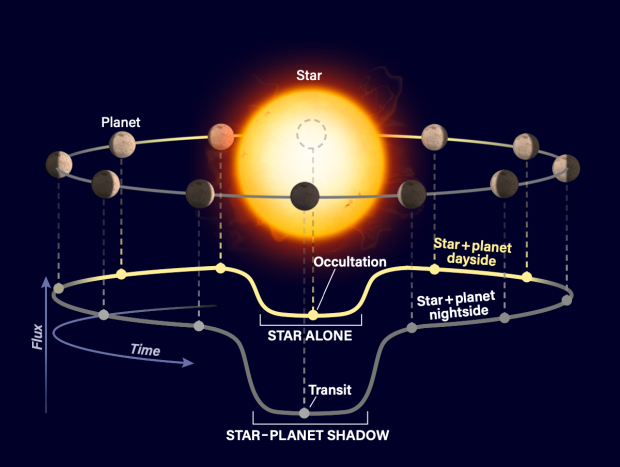 Star
Planet
Occultation
Star+planet
dayside
Star+planet
nightside
STAR ALONE
Flux
Time
Transit
STAR–PLANET SHADOW